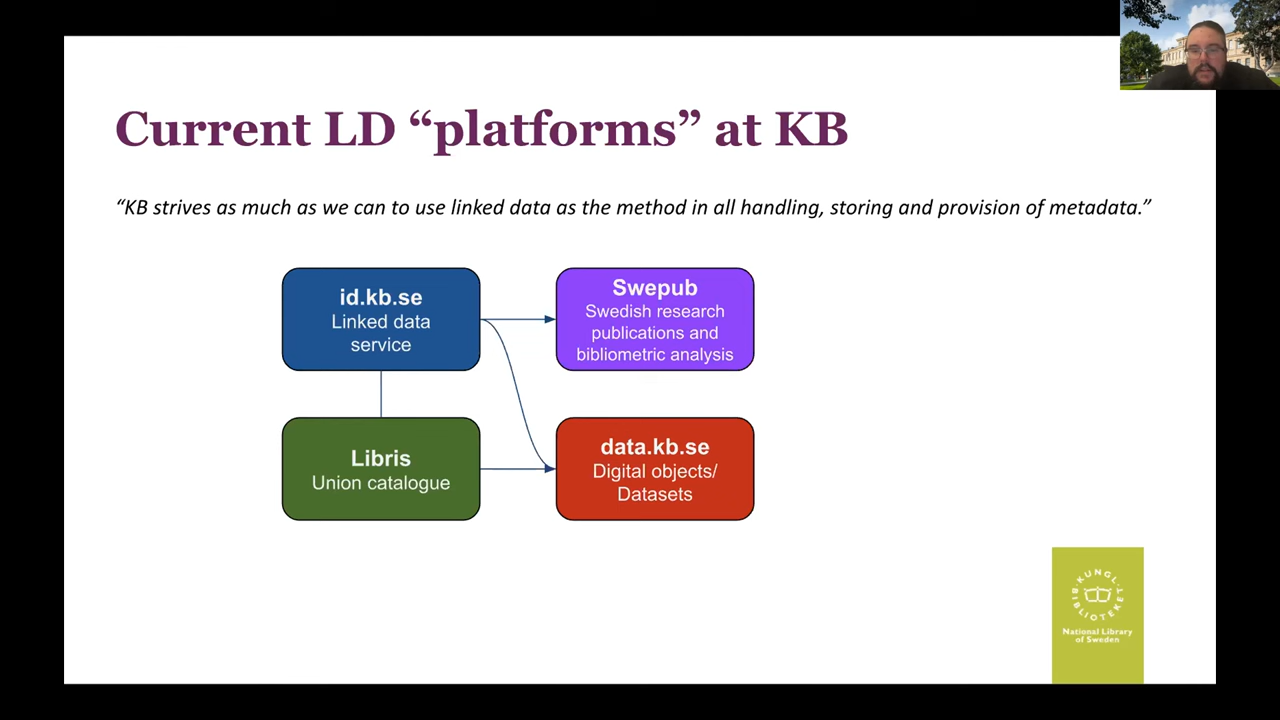 Current LD “platforms” at KB
“KB strives as much as we can to use linked data as the method in all handling, storing and provision of metadata.”
id.kb.se
Linked data
service
Swepub
Swedish research
publications and
bibliometric analysis
Libris
Union catalogue
data.kb.se
Digital objects/
Datasets
KUNGL·
BIBLIOTEKET·
National Library
of Sweden